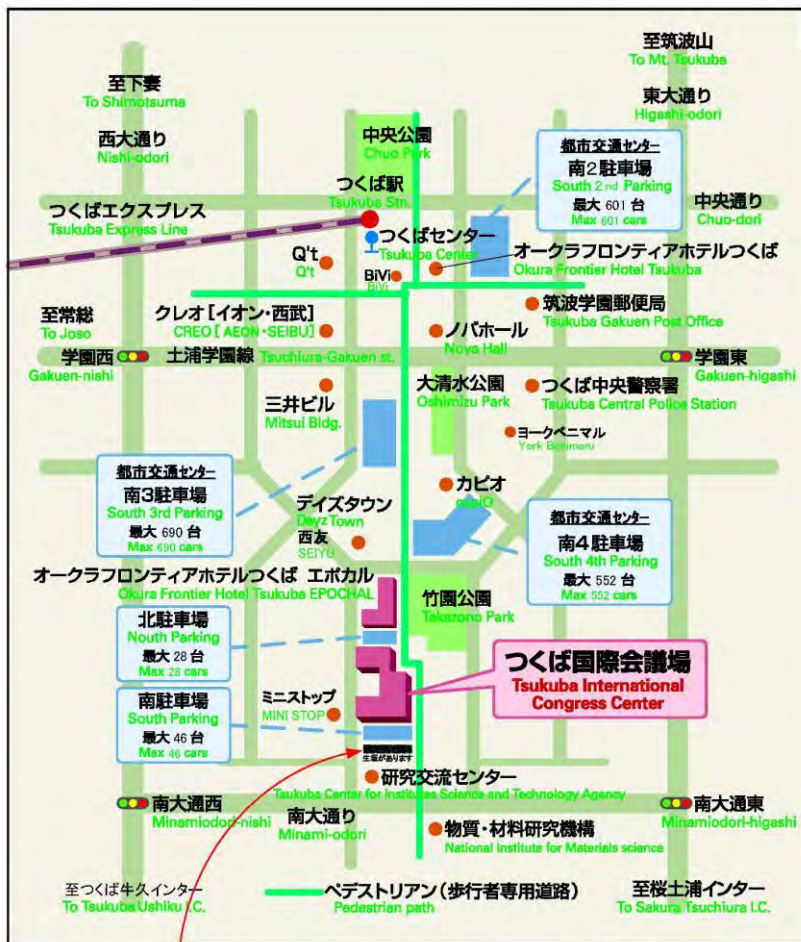 至筑波山
To Mt. Tsukuba
至下妻
To Shimotsuma
東大通り
Higashi-odori
西大通り
Nishi-odori
中央公園
Chuo Park
都市交通センター
南2駐車場
South 2nd Parking
最大 601 台
Max 601 cars
つくば駅
Tsukuba Stn.
中央通り
Chuo-dori
つくばエクスプレス
Tsukuba Express Line
つくばセンター
Tsukuba Center
Q't
Q't
BiVi
BiVi
オークラフロンティアホテルつくば
Okura Frontier Hotel Tsukuba
至常総
To Joso
クレオ[イオン・西武]
CREO [ AEON・SEIBU ]
ノバホール
Nova Hall
筑波学園郵便局
Tsukuba Gakuen Post Office
学園西
Gakuen-nishi
土浦学園線 Tsuchiura-Gakuen st.
学園東
Gakuen-higashi
三井ビル
Mitsui Bldg.
大清水公園
Oshimizu Park
つくば中央警察署
Tsukuba Central Police Station
ヨークベニマル
York Benimaru
都市交通センター
南3駐車場
South 3rd Parking
最大 690 台
Max 690 cars
カピオ
capIO
デイズタウン
Dayz Town
西友
SEIYU
都市交通センター
南4駐車場
South 4th Parking
最大 552 台
Max 552 cars
オークラフロンティアホテルつくば エポカル
Okura Frontier Hotel Tsukuba EPOCHAL
竹園公園
Takezono Park
北駐車場
Nouth Parking
最大 28 台
Max 28 cars
つくば国際会議場
Tsukuba International
Congress Center
南駐車場
South Parking
最大 46 台
Max 46 cars
ミニストップ
MINI STOP
生垣があります
研究交流センター
Tsukuba Center for Institutes Science and Technology Agency
南大通西
Minamiodori-nishi
南大通り
Minami-odori
南大通東
Minamiodori-higashi
物質・材料研究機構
National Institute for Materials science
至つくば牛久インター
To Tsukuba Ushiku I.C.
ペデストリアン(歩行者専用道路)
Pedestrian path
至桜土浦インター
To Sakura Tsuchiura I.C.